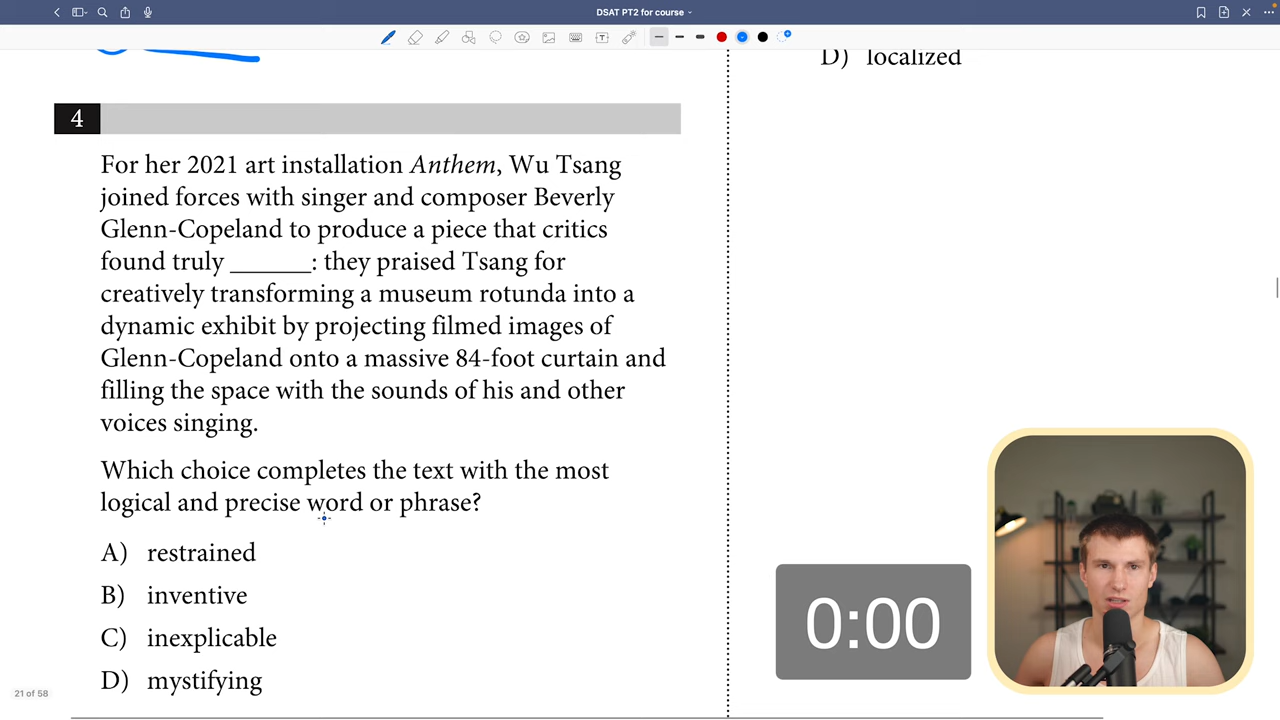 DSAT PT2 for course
D) localized
4
For her 2021 art installation Anthem, Wu Tsang
joined forces with singer and composer Beverly
Glenn-Copeland to produce a piece that critics
found truly ______: they praised Tsang for
creatively transforming a museum rotunda into a
dynamic exhibit by projecting filmed images of
Glenn-Copeland onto a massive 84-foot curtain and
filling the space with the sounds of his and other
voices singing.
Which choice completes the text with the most
logical and precise word or phrase?
A) restrained
B) inventive
C) inexplicable
D) mystifying
0:00
21 of 58